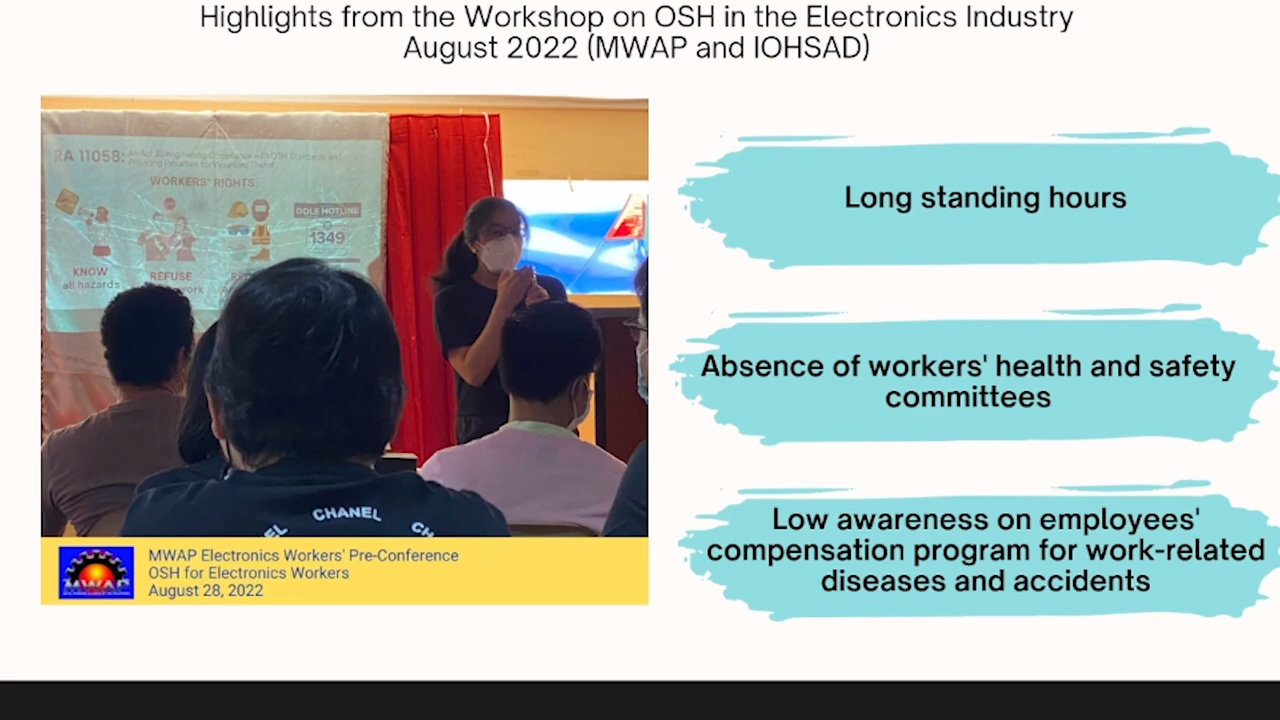 Highlights from the Workshop on OSH in the Electronics Industry
August 2022 (MWAP and IOHSAD)
RA 11058: An Act Strengthening Compliance with OSH Standards and
Providing Penalties for Violations Thereof
WORKERS' RIGHTS:
DOLE HOTLINE
1349
KNOW
all hazards
REFUSE
work
CHANEL
MWAP
MWAP Electronics Workers' Pre-Conference
OSH for Electronics Workers
August 28, 2022
Long standing hours
Absence of workers' health and safety
committees
Low awareness on employees'
compensation program for work-related
diseases and accidents